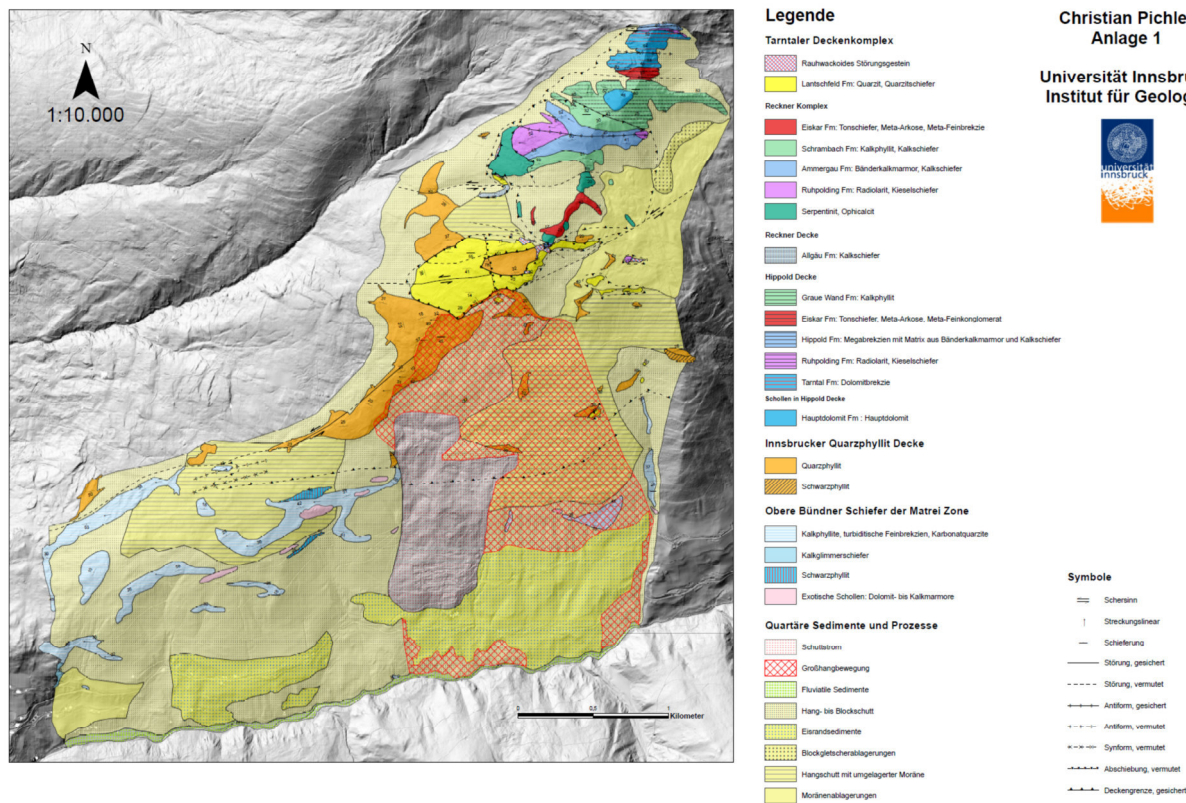 N
1:10.000
0 0,5 1
Kilometer
Legende
Tarntaler Deckenkomplex
Rauhwackoides Störungsgestein
Lantschfeld Fm: Quarzit, Quarzitschiefer
Reckner Komplex
Eiskar Fm: Tonschiefer, Meta-Arkose, Meta-Feinbrekzie
Schrambach Fm: Kalkphyllit, Kalkschiefer
Ammergau Fm: Bänderkalkmarmor, Kalkschiefer
Ruhpolding Fm: Radiolarit, Kieselschiefer
Serpentinit, Ophicalcit
Reckner Decke
Allgäu Fm: Kalkschiefer
Hippold Decke
Graue Wand Fm: Kalkphyllit
Eiskar Fm: Tonschiefer, Meta-Arkose, Meta-Feinkonglomerat
Hippold Fm: Megabrekzien mit Matrix aus Bänderkalkmarmor und Kalkschiefer
Ruhpolding Fm: Radiolarit, Kieselschiefer
Tarntal Fm: Dolomitbrekzie
Schollen in Hippold Decke
Hauptdolomit Fm : Hauptdolomit
Innsbrucker Quarzphyllit Decke
Quarzphyllit
Schwarzphyllit
Obere Bündner Schiefer der Matrei Zone
Kalkphyllite, turbiditische Feinbrekzien, Karbonatquarzite
Kalkglimmerschiefer
Schwarzphyllit
Exotische Schollen: Dolomit- bis Kalkmarmore
Quartäre Sedimente und Prozesse
Schuttstrom
Großhangbewegung
Fluviatile Sedimente
Hang- bis Blockschutt
Eisrandsedimente
Blockgletscherablagerungen
Hangschutt mit umgelagerter Moräne
Moränenablagerungen
Christian Pichle
Anlage 1
Universität Innsbru
Institut für Geolog
universität
innsbruck
Symbole
Schersinn
Streckungslinear
Schieferung
Störung, gesichert
Störung, vermutet
Antiform, gesichert
Antiform, vermutet
Synform, vermutet
Abschiebung, vermutet
Deckengrenze, gesichert